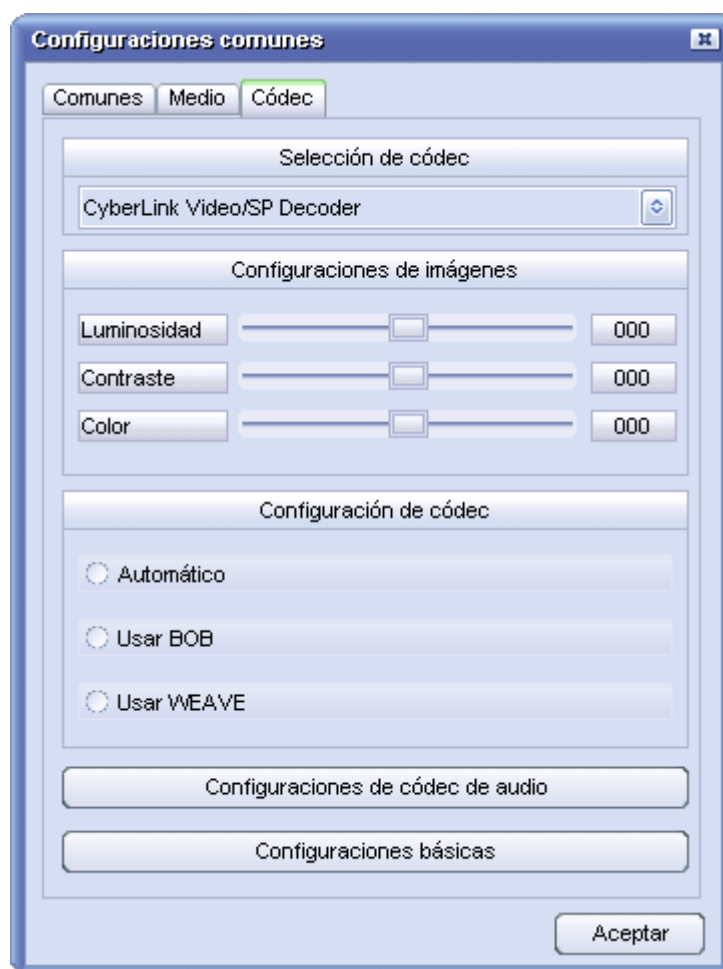 Configuraciones comunes
Comunes Medio Códec
Selección de códec
CyberLink Video/SP Decoder
Configuraciones de imágenes
Luminosidad 000
Contraste 000
Color 000
Configuración de códec
Automático
Usar BOB
Usar WEAVE
Configuraciones de códec de audio
Configuraciones básicas
Aceptar